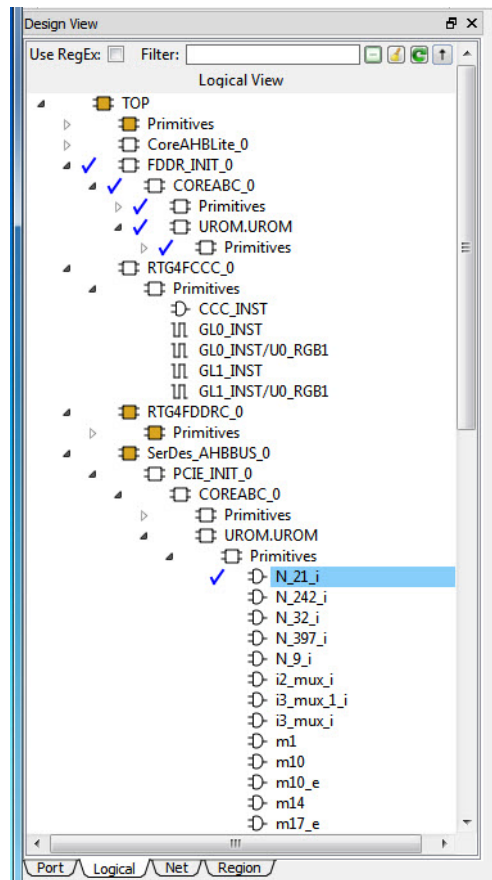 Design View
Use RegEx: Filter:
Logical View
TOP
Primitives
CoreAHBLite_0
FDDR_INIT_0
COREABC_0
Primitives
UROM.UROM
Primitives
RTG4FCCC_0
Primitives
CCC_INST
GL0_INST
GL0_INST/U0_RGB1
GL1_INST
GL1_INST/U0_RGB1
RTG4FDDRC_0
Primitives
SerDes_AHBBUS_0
PCIE_INIT_0
COREABC_0
Primitives
UROM.UROM
Primitives
N_21_i
N_242_i
N_32_i
N_397_i
N_9_i
i2_mux_i
i3_mux_1_i
i3_mux_i
m1
m10
m10_e
m14
m17_e
Port Logical Net Region